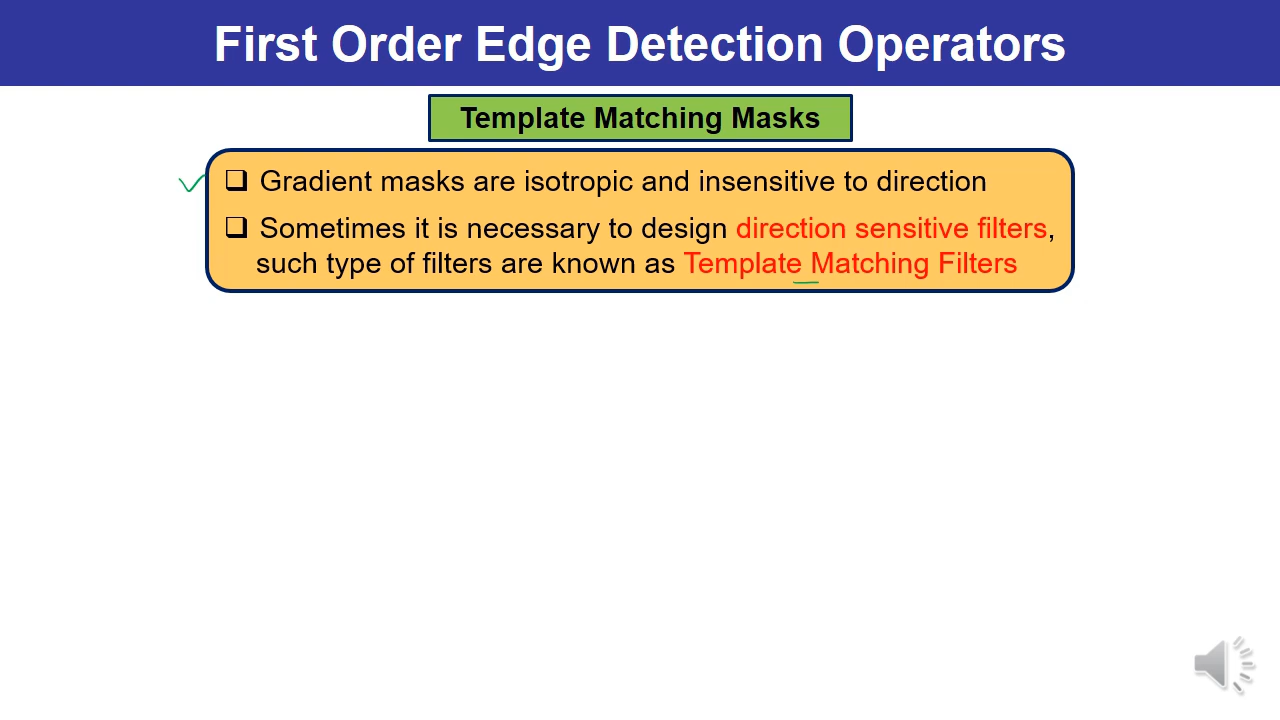 First Order Edge Detection Operators
Template Matching Masks
❑ Gradient masks are isotropic and insensitive to direction
❑ Sometimes it is necessary to design direction sensitive filters,
such type of filters are known as Template Matching Filters